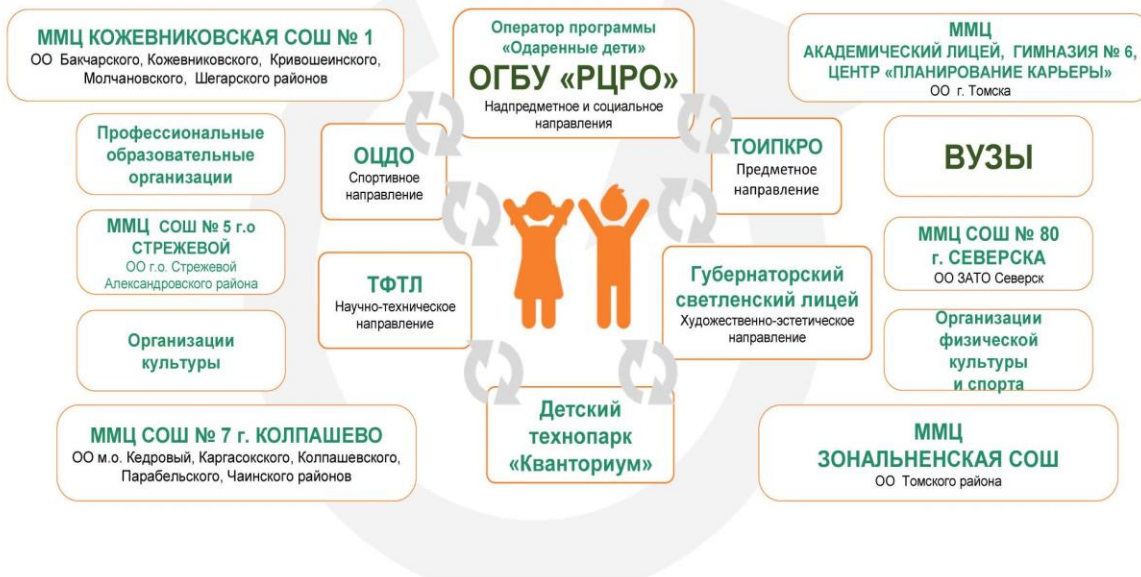 ММЦ КОЖЕВНИКОВСКАЯ СОШ № 1
ОО Бакчарского, Кожевниковского, Кривошеинского,
Молчановского, Шегарского районов
Оператор программы
«Одаренные дети»
ОГБУ «РЦРО»
Надпредметное и социальное
направления
ММЦ
АКАДЕМИЧЕСКИЙ ЛИЦЕЙ, ГИМНАЗИЯ № 6,
ЦЕНТР «ПЛАНИРОВАНИЕ КАРЬЕРЫ»
ОО г. Томска
Профессиональные
образовательные
организации
ОЦДО
Спортивное
направление
ТОИПКРО
Предметное
направление
ВУЗЫ
ММЦ СОШ № 5 г.о
СТРЕЖЕВОЙ
ОО г.о. Стрежевой
Александровского района
ТФТЛ
Научно-техническое
направление
Губернаторский
светленский лицей
Художественно-эстетическое
направление
ММЦ СОШ № 80
г. СЕВЕРСКА
ОО ЗАТО Северск
Организации
культуры
Организации
физической
культуры
и спорта
ММЦ СОШ № 7 г. КОЛПАШЕВО
ОО м.о. Кедровый, Каргасокского, Колпашевского,
Парабельского, Чаинского районов
Детский
технопарк
«Кванториум»
ММЦ
ЗОНАЛЬНЕНСКАЯ СОШ
ОО Томского района